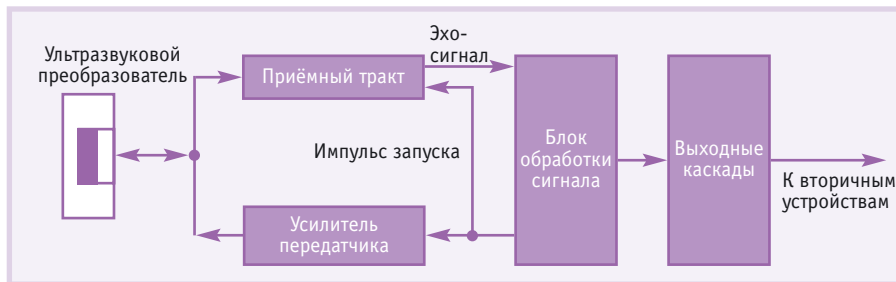 Ультразвуковой
преобразователь
Приёмный тракт
Эхо-
сигнал
Импульс запуска
Усилитель
передатчика
Блок
обработки
сигнала
Выходные
каскады
К вторичным
устройствам